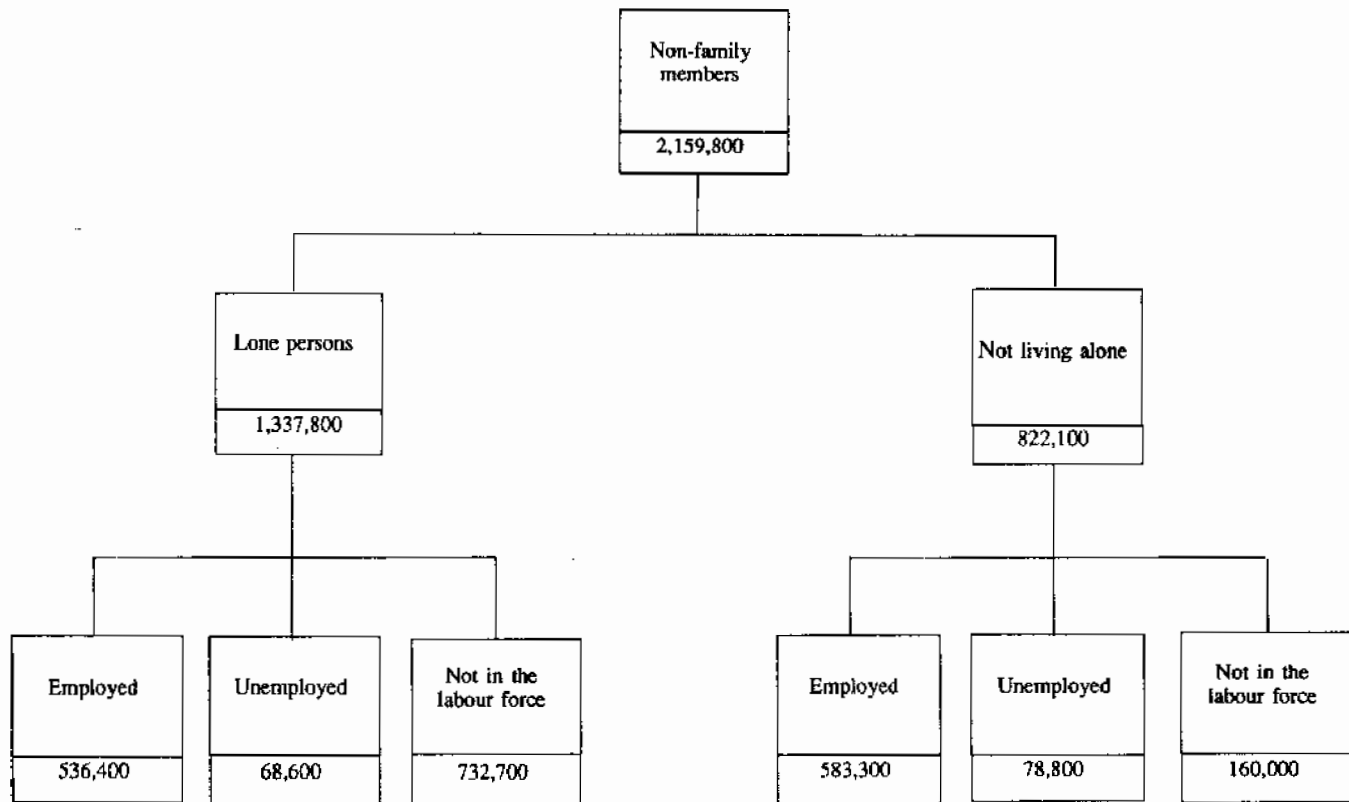 Non-family
members
2,159,800
Lone persons
1,337,800
Not living alone
822,100
Employed
536,400
Unemployed
68,600
Not in the
labour force
732,700
Employed
583,300
Unemployed
78,800
Not in the
labour force
160,000